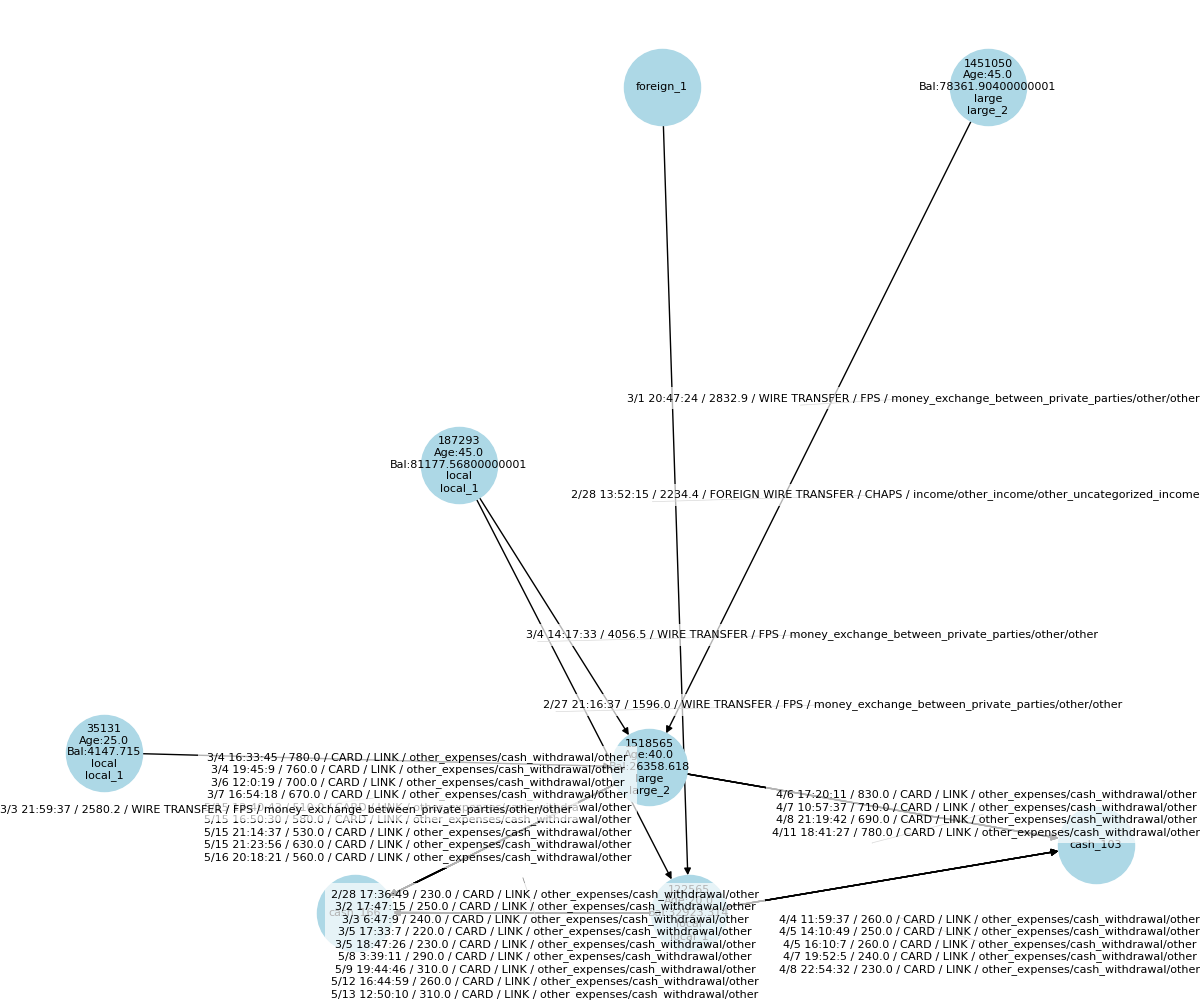 foreign_1
1451050
Age:45.0
Bal:78361.90400000001
large
large_2
3/1 20:47:24 / 2832.9 / WIRE TRANSFER / FPS / money_exchange_between_private_parties/other/other
187293
Age:45.0
Bal:81177.56800000001
local
local_1
2/28 13:52:15 / 2234.4 / FOREIGN WIRE TRANSFER / CHAPS / income/other_income/other_uncategorized_income
3/4 14:17:33 / 4056.5 / WIRE TRANSFER / FPS / money_exchange_between_private_parties/other/other
2/27 21:16:37 / 1596.0 / WIRE TRANSFER / FPS / money_exchange_between_private_parties/other/other
35131
Age:25.0
Bal:4147.715
local
local_1
1518565
Age:40.0
26358.618
large
large_2
3/4 16:33:45 / 780.0 / CARD / LINK / other_expenses/cash_withdrawal/other
3/4 19:45:9 / 760.0 / CARD / LINK / other_expenses/cash_withdrawal/other
3/6 12:0:19 / 700.0 / CARD / LINK / other_expenses/cash_withdrawal/other
3/7 16:54:18 / 670.0 / CARD / LINK / other_expenses/cash_withdrawal/other
/ CARD / LINK / other_expenses/cash_withdrawal/other
3/3 21:59:37 / 2580.2 / WIRE TRANSFER / FPS / money_exchange_between_private_parties/other/other
5/15 16:50:30 / 580.0 / CARD / LINK / other_expenses/cash_withdrawal/other
5/15 21:14:37 / 530.0 / CARD / LINK / other_expenses/cash_withdrawal/other
5/15 21:23:56 / 630.0 / CARD / LINK / other_expenses/cash_withdrawal/other
5/16 20:18:21 / 560.0 / CARD / LINK / other_expenses/cash_withdrawal/other
4/6 17:20:11 / 830.0 / CARD / LINK / other_expenses/cash_withdrawal/other
4/7 10:57:37 / 710.0 / CARD / LINK / other_expenses/cash_withdrawal/other
4/8 21:19:42 / 690.0 / CARD / LINK / other_expenses/cash_withdrawal/other
4/11 18:41:27 / 780.0 / CARD / LINK / other_expenses/cash_withdrawal/other
cash_103
122565
2/28 17:36:49 / 230.0 / CARD / LINK / other_expenses/cash_withdrawal/other
3/2 17:47:15 / 250.0 / CARD / LINK / other_expenses/cash_withdrawal/other
3/3 6:47:9 / 240.0 / CARD / LINK / other_expenses/cash_withdrawal/other
3/5 17:33:7 / 220.0 / CARD / LINK / other_expenses/cash_withdrawal/other
3/5 18:47:26 / 230.0 / CARD / LINK / other_expenses/cash_withdrawal/other
5/8 3:39:11 / 290.0 / CARD / LINK / other_expenses/cash_withdrawal/other
5/9 19:44:46 / 310.0 / CARD / LINK / other_expenses/cash_withdrawal/other
5/12 16:44:59 / 260.0 / CARD / LINK / other_expenses/cash_withdrawal/other
5/13 12:50:10 / 310.0 / CARD / LINK / other_expenses/cash_withdrawal/other
4/4 11:59:37 / 260.0 / CARD / LINK / other_expenses/cash_withdrawal/other
4/5 14:10:49 / 250.0 / CARD / LINK / other_expenses/cash_withdrawal/other
4/5 16:10:7 / 260.0 / CARD / LINK / other_expenses/cash_withdrawal/other
4/7 19:52:5 / 240.0 / CARD / LINK / other_expenses/cash_withdrawal/other
4/8 22:54:32 / 230.0 / CARD / LINK / other_expenses/cash_withdrawal/other